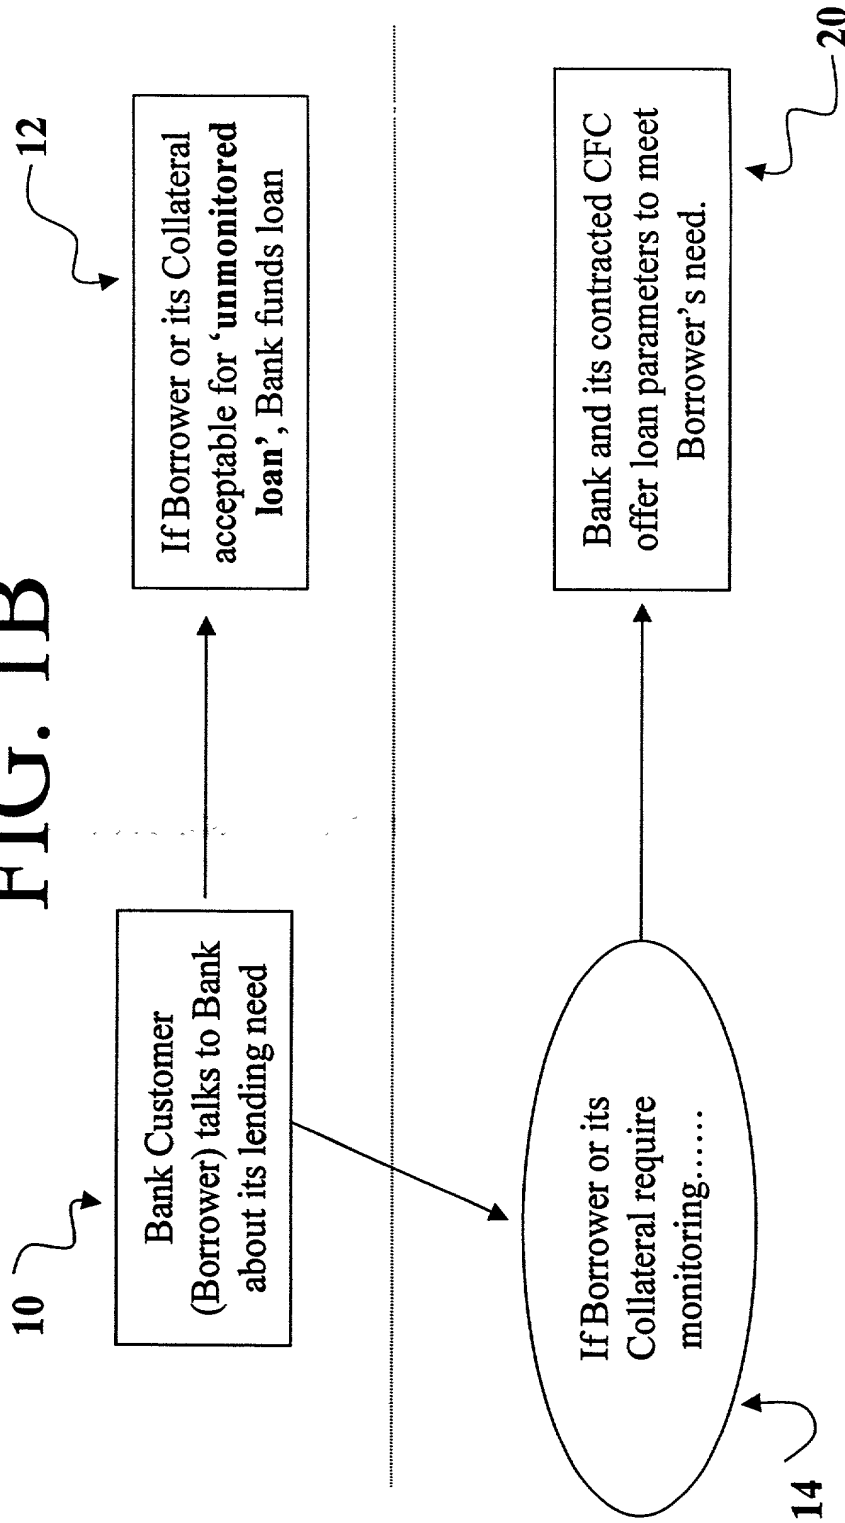 FIG. 1B
10
Bank Customer
(Borrower) talks to Bank
about its lending need
12
If Borrower or its Collateral
acceptable for ‘unmonitored
loan’, Bank funds loan
14
If Borrower or its
Collateral require
monitoring......
20
Bank and its contracted CFC
offer loan parameters to meet
Borrower’s need.